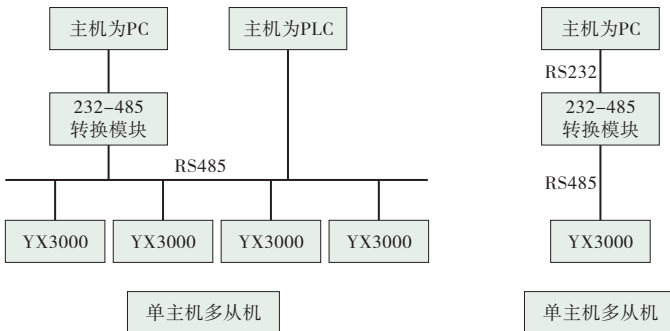 主机为PC
主机为PLC
232-485
转换模块
RS485
YX3000
YX3000
YX3000
YX3000
单主机多从机
主机为PC
RS232
232-485
转换模块
RS485
YX3000
单主机多从机